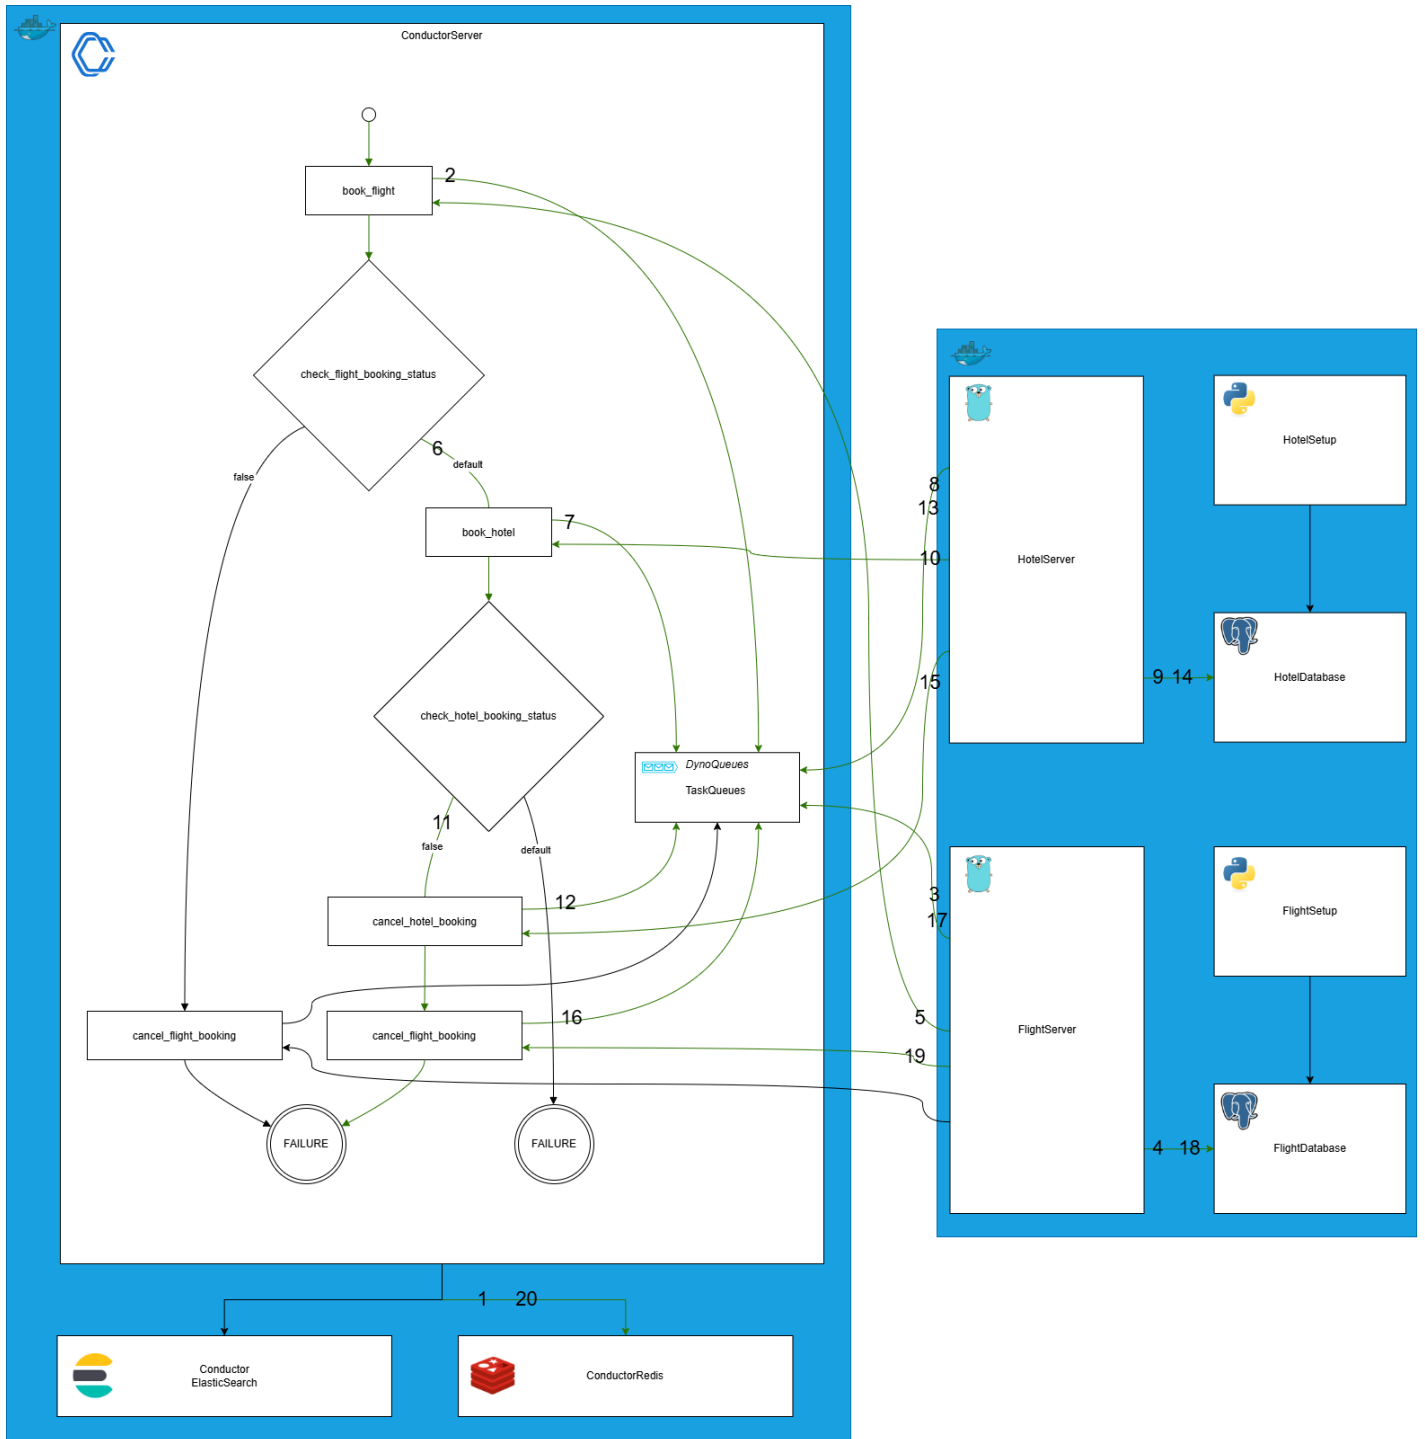 ConductorServer
2
book_flight
check_flight_booking_status
6
default
false
book_hotel
7
check_hotel_booking_status
DynoQueues
TaskQueues
11
false
default
cancel_hotel_booking
12
cancel_flight_booking
cancel_flight_booking
16
FAILURE
FAILURE
8
13
10
15
3
17
5
19
HotelServer
HotelSetup
9 14
HotelDatabase
FlightServer
FlightSetup
4 18
FlightDatabase
1 20
Conductor
ElasticSearch
ConductorRedis